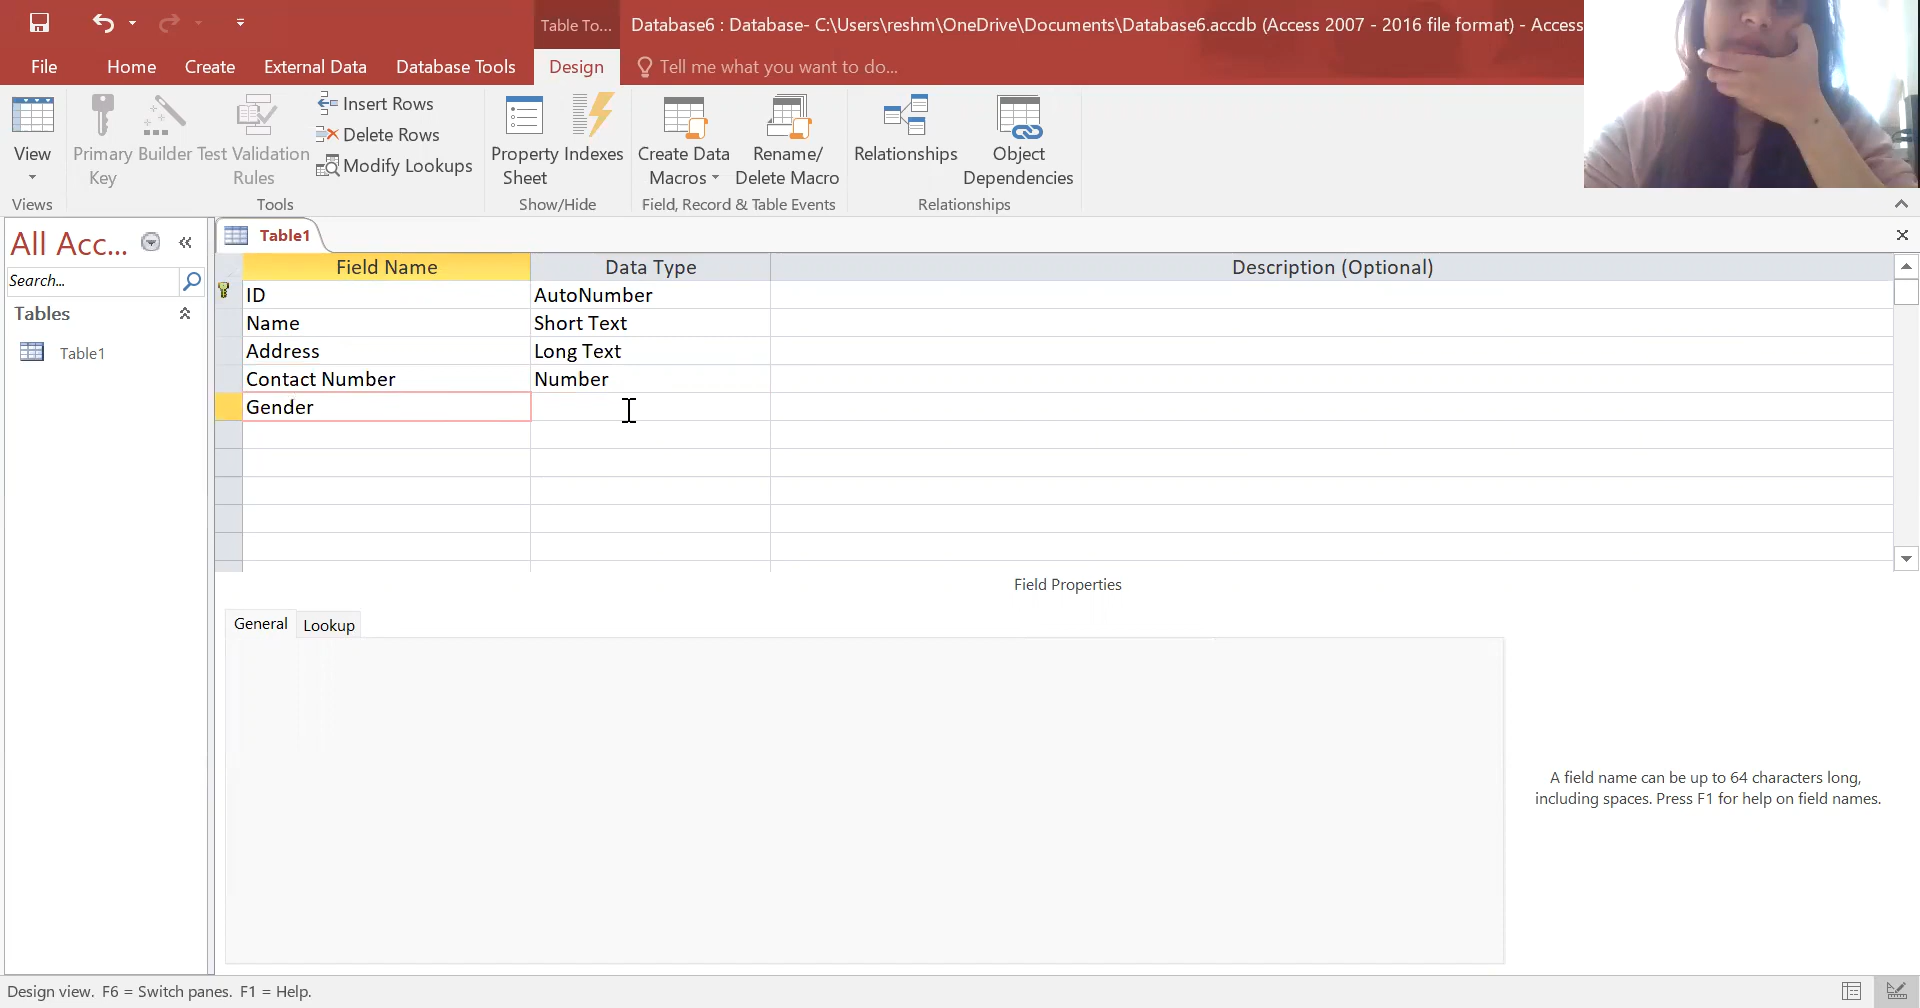 Table To...
Database6 : Database- C:\Users\reshm\OneDrive\Documents\Database6.accdb (Access 2007 - 2016 file format) - Access
File
Home
Create
External Data
Database Tools
Design
Tell me what you want to do...
View
Primary Key
Builder
Test Validation Rules
Insert Rows
Delete Rows
Modify Lookups
Property Sheet
Indexes
Create Data Macros
Rename/ Delete Macro
Relationships
Object Dependencies
Views
Tools
Show/Hide
Field, Record & Table Events
Relationships
All Acc...
Search...
Tables
Table1
Table1
Field Name Data Type Description (Optional)
ID AutoNumber
Name Short Text
Address Long Text
Contact Number Number
Gender
Field Properties
General Lookup
A field name can be up to 64 characters long,
including spaces. Press F1 for help on field names.
Design view. F6 = Switch panes. F1 = Help.